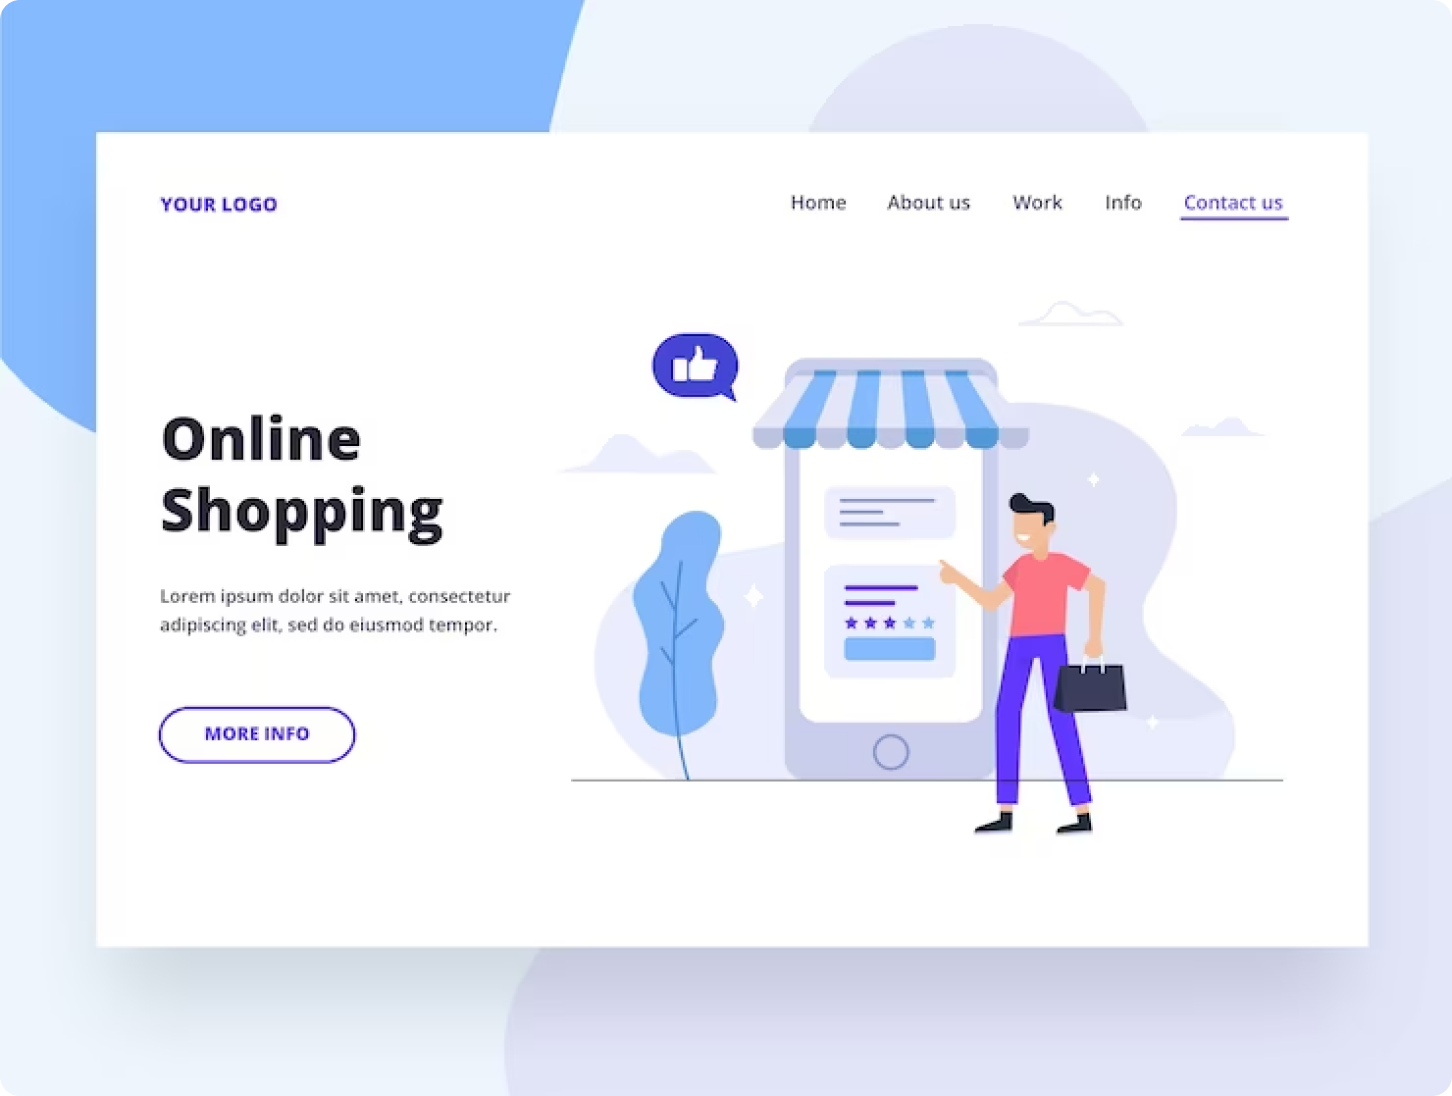 YOUR LOGO
Home About us Work Info Contact us
Online
Shopping
Lorem ipsum dolor sit amet, consectetur
adipiscing elit, sed do eiusmod tempor.
MORE INFO